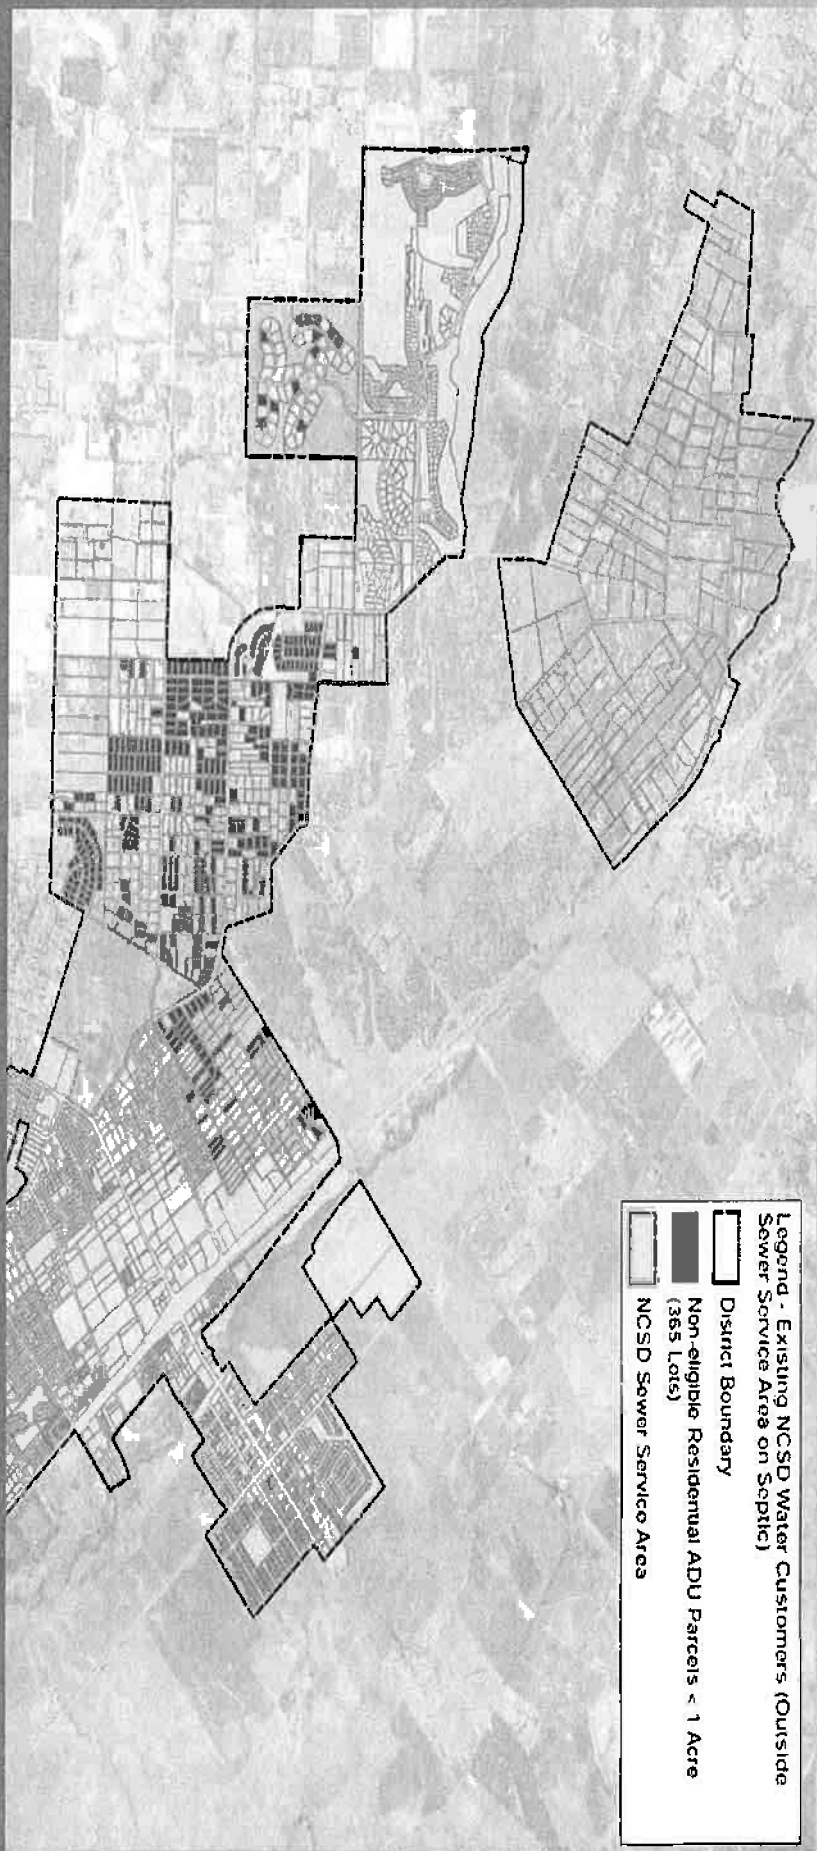 Legend - Existing NCSD Water Customers (Outside
Sewer Service Area on Septic)
District Boundary
Non-eligible Residential ADU Parcels < 1 Acre
(365 Lots)
NCSD Sewer Service Area